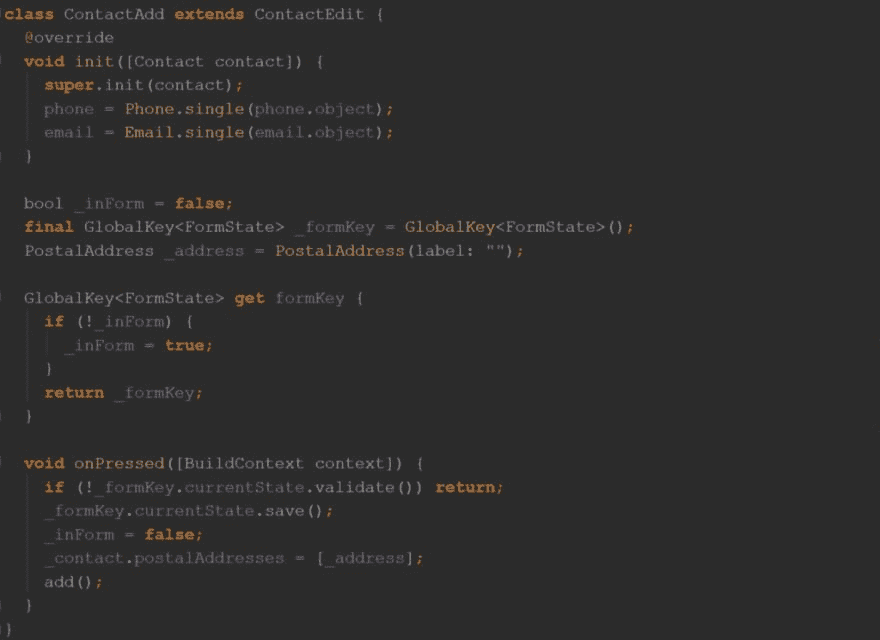 class ContactAdd extends ContactEdit {
  @override
  void init([Contact contact]) {
    super.init(contact);
    phone = Phone.single(phone.object);
    email = Email.single(email.object);
  }

  bool _inForm = false;
  final GlobalKey<FormState> _formKey = GlobalKey<FormState>();
  PostalAddress _address = PostalAddress(label: "");

  GlobalKey<FormState> get formKey {
    if (!_inForm) {
      _inForm = true;
    }
    return _formKey;
  }

  void onPressed([BuildContext context]) {
    if (!_formKey.currentState.validate()) return;
    _formKey.currentState.save();
    _inForm = false;
    _contact.postalAddresses = [_address];
    add();
  }
}